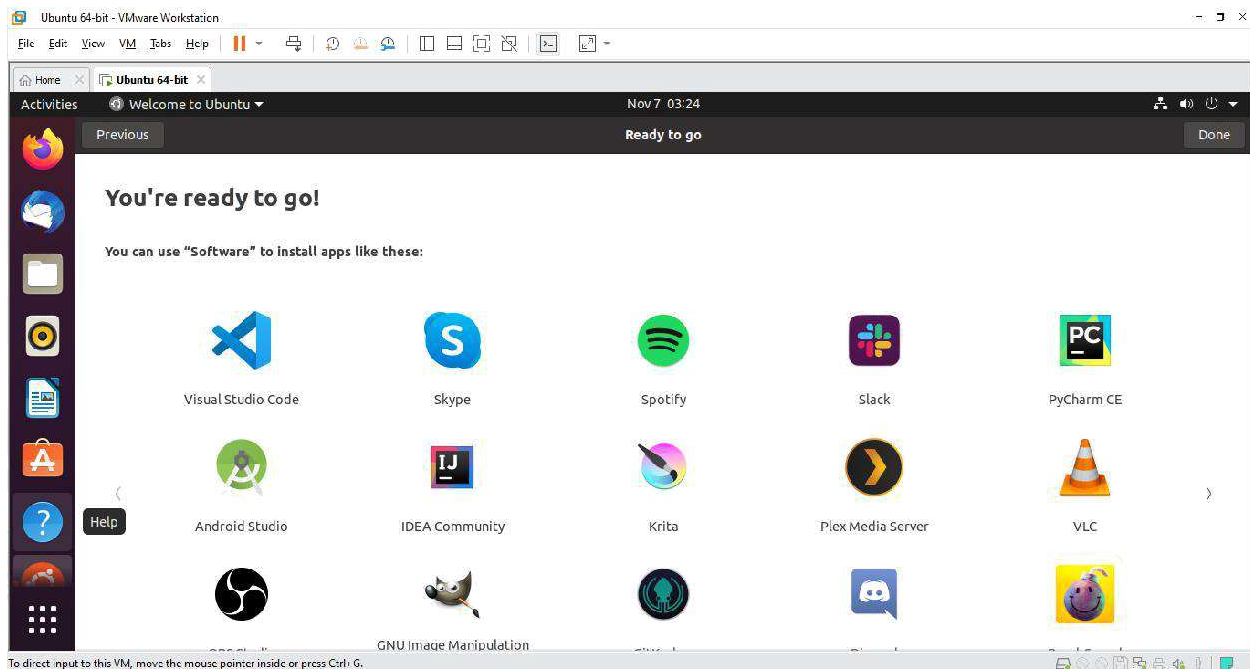 Ubuntu 64-bit - VMware Workstation
File Edit View VM Tabs Help
Home Ubuntu 64-bit
Activities Welcome to Ubuntu Nov 7 03:24
Previous Ready to go Done
You're ready to go!
You can use “Software” to install apps like these:
Visual Studio Code Skype Spotify Slack PyCharm CE
PC
IJ
Android Studio IDEA Community Krita Plex Media Server VLC
Help
GNU Image Manipulation
To direct input to this VM, move the mouse pointer inside or press Ctrl+G.